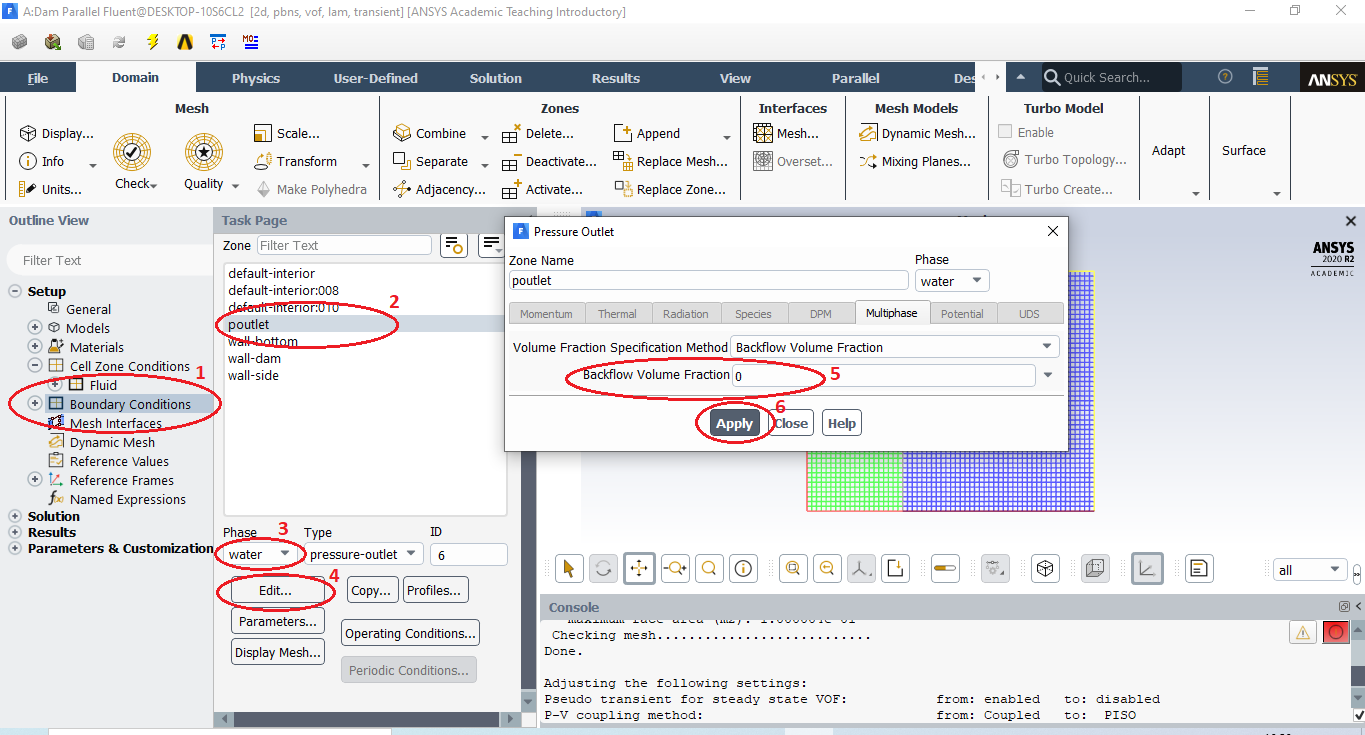 A:Dam Parallel Fluent@DESKTOP-10S6CL2 [2d, pbns, vof, lam, transient] [ANSYS Academic Teaching Introductory]
File Domain Physics User-Defined Solution Results View Parallel Des Quick Search... ANSYS
Mesh Zones Interfaces Mesh Models Turbo Model
Display... Scale... Combine Delete... Append Mesh... Dynamic Mesh... Enable
Info Transform Separate Deactivate... Replace Mesh... Overset... Mixing Planes... Turbo Topology...
Adapt Surface
Units... Check Quality Make Polyhedra Adjacency... Activate... Replace Zone... Turbo Create...
Outline View
Filter Text
Setup
General
Models
Materials
Cell Zone Conditions
1
Fluid
Boundary Conditions
Mesh Interfaces
Dynamic Mesh
Reference Values
Reference Frames
Named Expressions
Solution
Results
Parameters & Customization
Task Page
Zone Filter Text
default-interior
default-interior:008
default-interior:010
2
poutlet
wall-bottom
wall-dam
wall-side
Phase 3 Type ID
water pressure-outlet 6
4
Edit... Copy... Profiles...
Parameters... Operating Conditions...
Display Mesh... Periodic Conditions...
Pressure Outlet
Zone Name Phase
poutlet water
Momentum Thermal Radiation Species DPM Multiphase Potential UDS
Volume Fraction Specification Method Backflow Volume Fraction
Backflow Volume Fraction 0 5
6
Apply Close Help
ANSYS
2020 R2
ACADEMIC
all
Console
maximum face area (m2): 1.000004e-01
Checking mesh...........................
Done.
Adjusting the following settings:
Pseudo transient for steady state VOF: from: enabled to: disabled
P-V coupling method: from: Coupled to: PISO